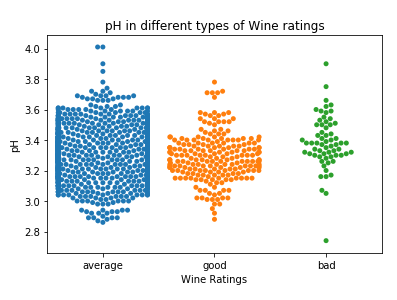 pH in different types of Wine ratings
4.0
3.8
3.6
3.4
3.2
3.0
2.8
pH
average
good
bad
Wine Ratings